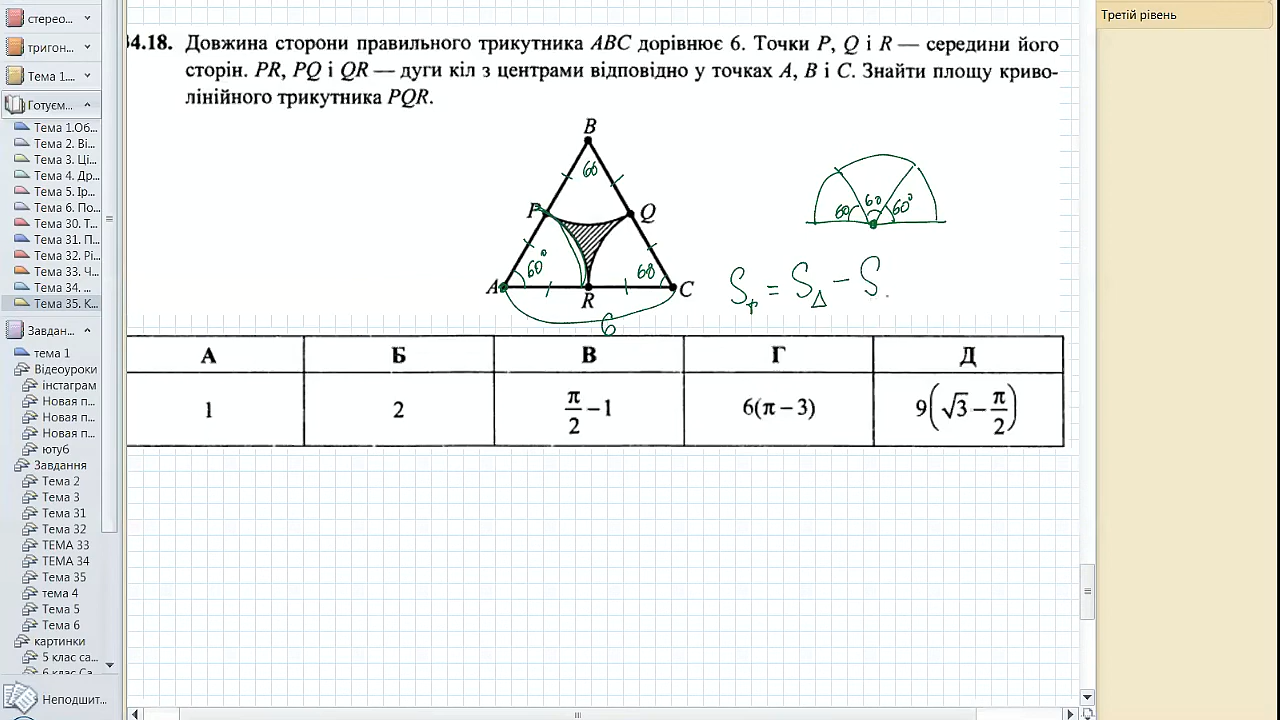 Третій рівень
стерео...
тригон...
Тема 1....
Готуєм...
Тема 1.Об...
Тема 2. Ві...
Тема 3. Ці...
Тема 4. Др...
Тема 5. Ір...
Тема 6. По...
Тема 30. Т...
Тема 31. П...
Тема 32. Рі...
Тема 33. Ч...
Тема 34. ...
Тема 35. К...
Завдан...
тема 1
Відеоуроки
інстаграм
Новая п...
Новая п...
Новая п...
ютуб
Завдання
Тема 2
Тема 3
Тема 31
Тема 32
ТЕМА 33
ТЕМА 34
Тема 35
тема 4
Тема 5
Тема 6
картинки
5 клас са...
6 клас Са...
Неподшит...
34.18. Довжина сторони правильного трикутника ABC дорівнює 6. Точки P, Q і R — середини його
сторін. PR, PQ і QR — дуги кіл з центрами відповідно у точках A, B і C. Знайти площу криво-
лінійного трикутника PQR.
B
60
P Q
60° 60
A R C
6
60 60 60°
S = S△ − S
А Б В Г Д
1 2 π/2 − 1 6(π − 3) 9(√3 − π/2)